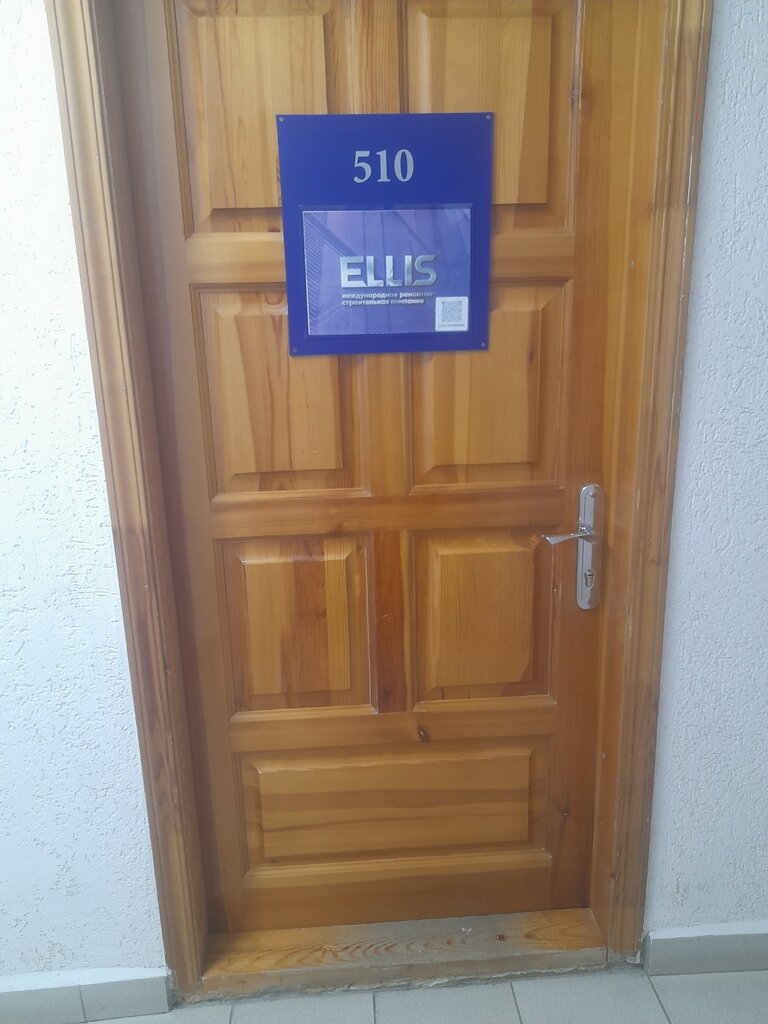 510
ELLIS
международная ремонтно-
строительная компания